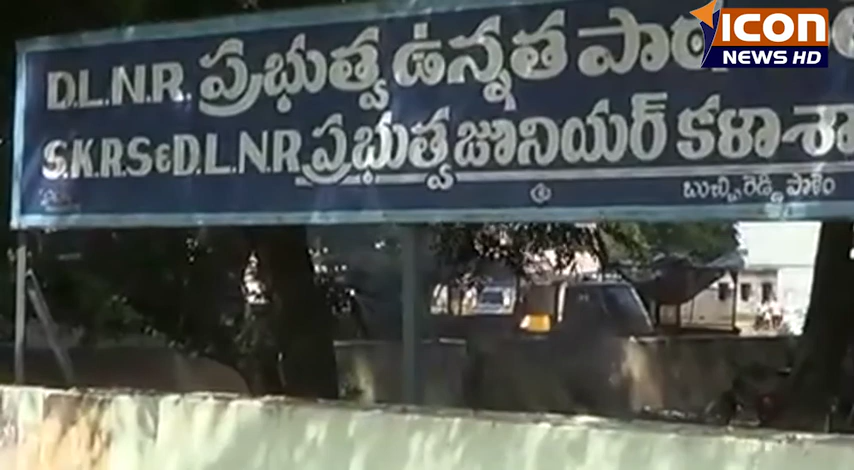 ICON
NEWS HD
D.L.N.R. ప్రభుత్వ ఉన్నత
S.K.R.S & D.L.N.R. ప్రభుత్వ జూనియర్ కళాశా
బుచ్చిరెడ్డి పాళెం